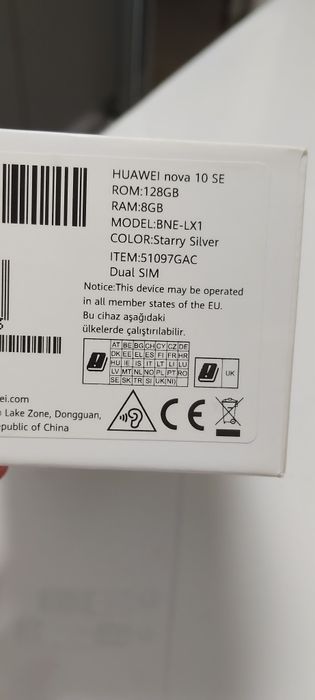 HUAWEI nova 10 SE
ROM:128GB
RAM:8GB
MODEL:BNE-LX1
COLOR:Starry Silver
ITEM:51097GAC
Dual SIM
Notice:This device may be operated
in all member states of the EU.
Bu cihaz aşağıdaki
ülkelerde çalıştırılabilir.
AT BE BG CH CY CZ DE
DK EE EL ES FI FR HR
HU IE IS IT LT LI LU
LV MT NL NO PL PT RO
SE SK TR SI UK(NI)
UK
ei.com
Lake Zone, Dongguan,
epublic of China
CE